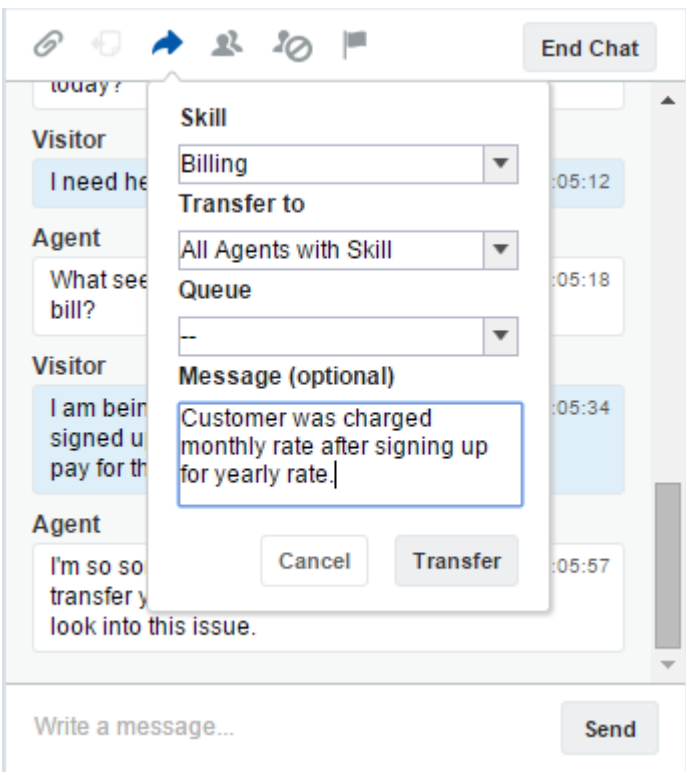 End Chat
today?
Skill
Visitor
Billing
I need he
:05:12
Transfer to
Agent
All Agents with Skill
What see
:05:18
Queue
bill?
--
Visitor
Message (optional)
I am bein
:05:34
Customer was charged
signed u
monthly rate after signing up
pay for th
for yearly rate.
Agent
Cancel
Transfer
I'm so so
:05:57
transfer y
look into this issue.
Write a message...
Send